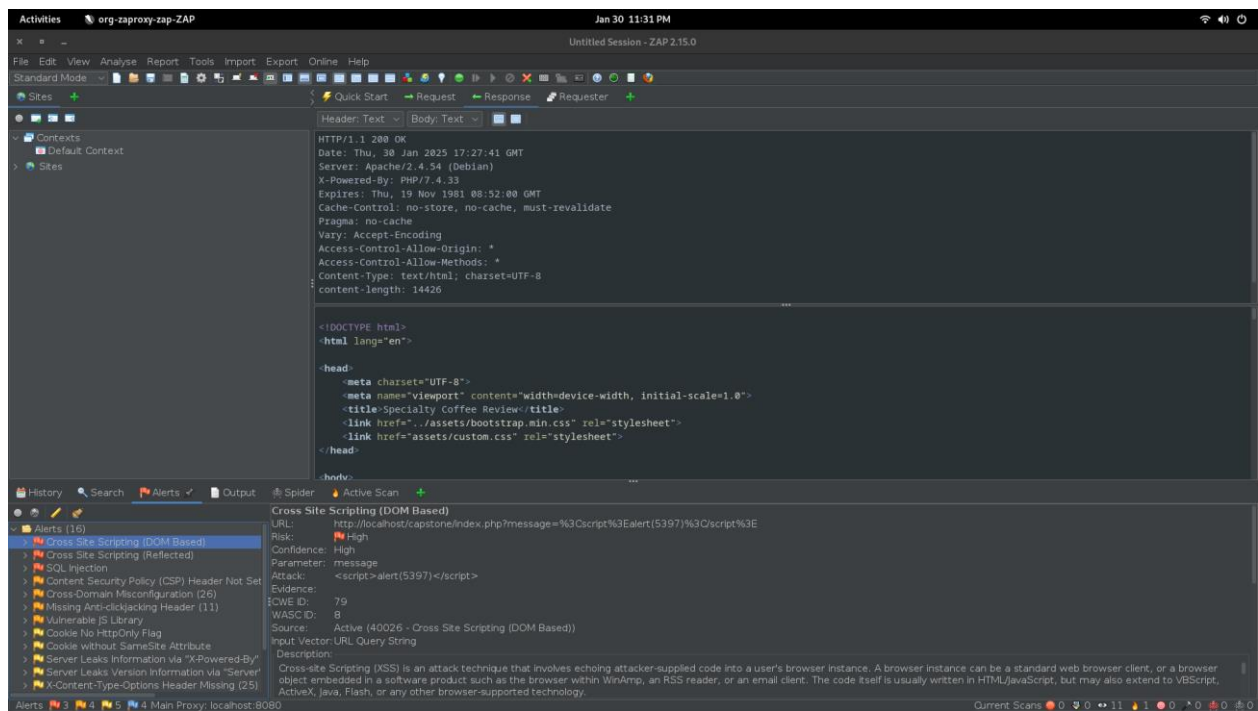 Activities org-zaproxy-zap-ZAP Jan 30 11:31 PM
Untitled Session - ZAP 2.15.0
File Edit View Analyse Report Tools Import Export Online Help
Standard Mode
Sites
Quick Start Request Response Requester
Header: Text Body: Text
Contexts
Default Context
Sites
HTTP/1.1 200 OK
Date: Thu, 30 Jan 2025 17:27:41 GMT
Server: Apache/2.4.54 (Debian)
X-Powered-By: PHP/7.4.33
Expires: Thu, 19 Nov 1981 08:52:00 GMT
Cache-Control: no-store, no-cache, must-revalidate
Pragma: no-cache
Vary: Accept-Encoding
Access-Control-Allow-Origin: *
Access-Control-Allow-Methods: *
Content-Type: text/html; charset=UTF-8
content-length: 14426
<!DOCTYPE html>
<html lang="en">
<head>
<meta charset="UTF-8">
<meta name="viewport" content="width=device-width, initial-scale=1.0">
<title>Specialty Coffee Review</title>
<link href="../assets/bootstrap.min.css" rel="stylesheet">
<link href="assets/custom.css" rel="stylesheet">
</head>
<body>
History Search Alerts Output Spider Active Scan
Alerts (16)
Cross Site Scripting (DOM Based)
Cross Site Scripting (Reflected)
SQL Injection
Content Security Policy (CSP) Header Not Set
Cross-Domain Misconfiguration (26)
Missing Anti-clickjacking Header (11)
Vulnerable JS Library
Cookie No HttpOnly Flag
Cookie without SameSite Attribute
Server Leaks Information via "X-Powered-By"
Server Leaks Version Information via "Server"
X-Content-Type-Options Header Missing (25)
Cross Site Scripting (DOM Based)
URL: http://localhost/capstone/index.php?message=%3Cscript%3Ealert(5397)%3C/script%3E
Risk: High
Confidence: High
Parameter: message
Attack: <script>alert(5397)</script>
Evidence:
CWE ID: 79
WASC ID: 8
Source: Active (40026 - Cross Site Scripting (DOM Based))
Input Vector: URL Query String
Description:
Cross-site Scripting (XSS) is an attack technique that involves echoing attacker-supplied code into a user's browser instance. A browser instance can be a standard web browser client, or a browser
object embedded in a software product such as the browser within WinAmp, an RSS reader, or an email client. The code itself is usually written in HTML/JavaScript, but may also extend to VBScript,
ActiveX, Java, Flash, or any other browser-supported technology.
Alerts 3 4 5 4 Main Proxy: localhost:8080 Current Scans 0 0 11 1 0 0 0 0